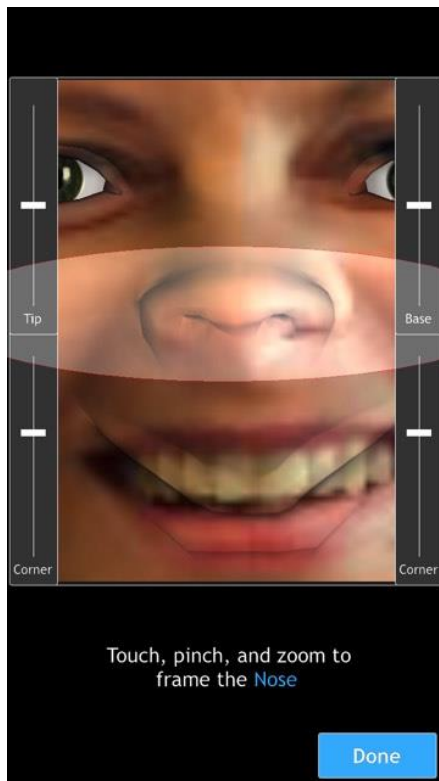 Tip
Base
Corner
Corner
Touch, pinch, and zoom to
frame the Nose
Done